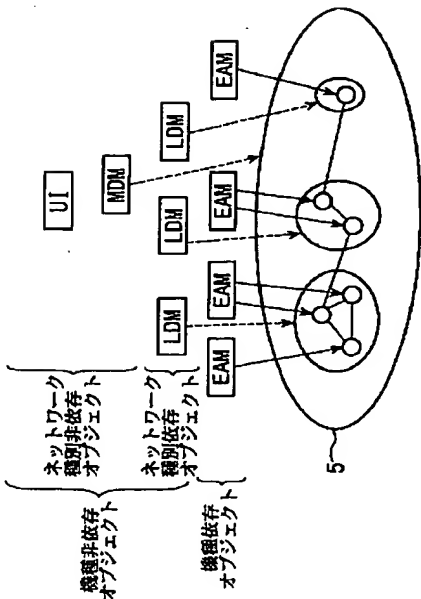 UI
MDM
LDM
LDM
LDM
EAM
EAM
EAM
EAM
ネットワーク
種別非依存
オブジェクト
ネットワーク
種別依存
オブジェクト
機種非依存
オブジェクト
機種依存
オブジェクト
5